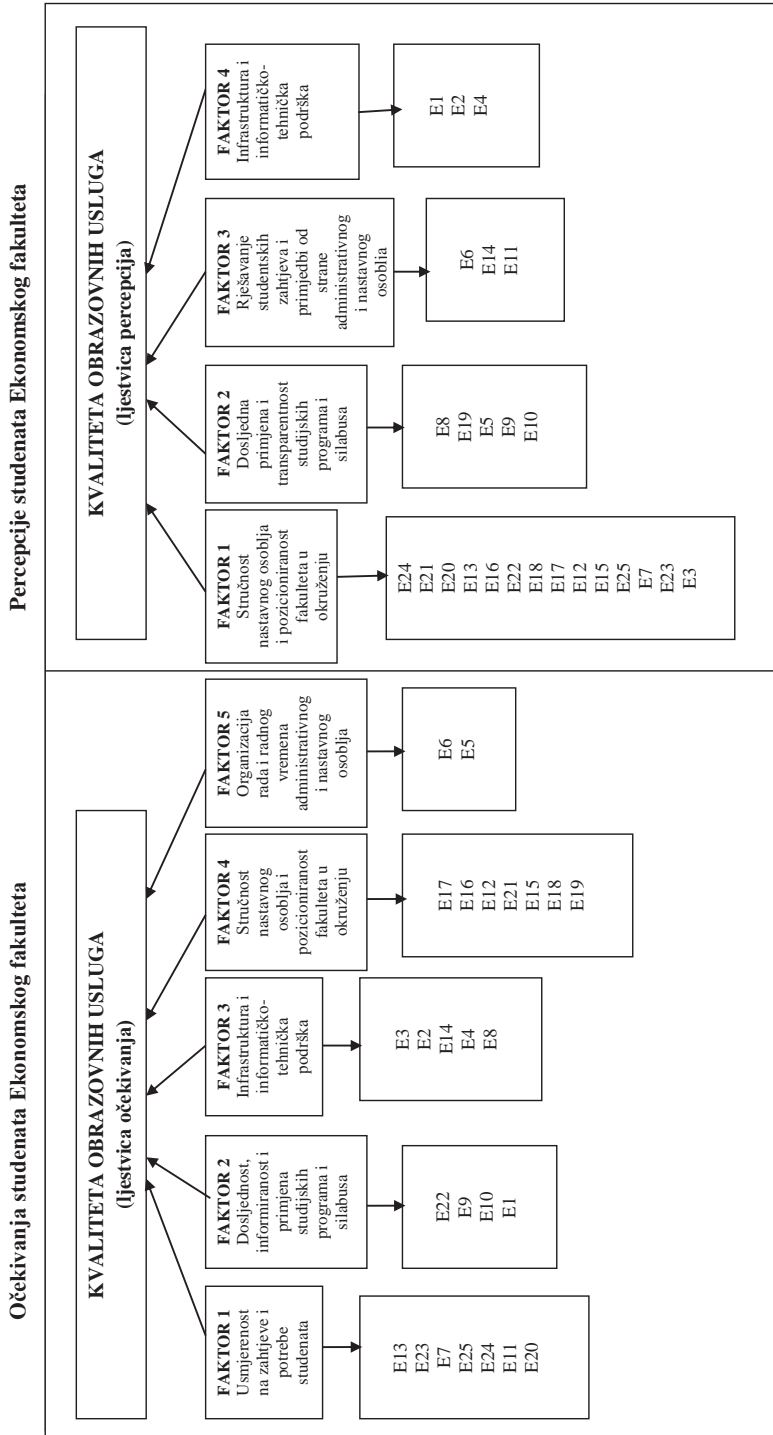 Očekivanja studenata Ekonomskog fakulteta
KVALITETA OBRAZOVNIH USLUGA
(ljestvica očekivanja)
FAKTOR 1
Usmjerenost
na zahtjeve i
potrebe
studenata
E13
E23
E7
E25
E24
E11
E20
FAKTOR 2
Dosljednost,
informiranost i
primjena
studijskih
programa i
silabusa
E22
E9
E10
E1
FAKTOR 3
Infrastruktura i
informatičko-
tehnička
podrška
E3
E2
E14
E4
E8
FAKTOR 4
Stručnost
nastavnog
osoblja i
pozicioniranost
fakulteta u
okruženju
E17
E16
E12
E21
E15
E18
E19
FAKTOR 5
Organizacija
rada i radnog
vremena
administrativnog
i nastavnog
osoblja
E6
E5
Percepcije studenata Ekonomskog fakulteta
KVALITETA OBRAZOVNIH USLUGA
(ljestvica percepcija)
FAKTOR 1
Stručnost
nastavnog osoblja
i pozicioniranost
fakulteta u
okruženju
E24
E21
E20
E13
E16
E22
E18
E17
E12
E15
E25
E7
E23
E3
FAKTOR 2
Dosljedna
primjena i
transparentnost
studijskih
programa i
silabusa
E8
E19
E5
E9
E10
FAKTOR 3
Rješavanje
studentskih
zahtjeva i
primjedbi od
strane
administrativnog
i nastavnog
osoblia
E6
E14
E11
FAKTOR 4
Infrastruktura i
informatičko-
tehnička
podrška
E1
E2
E4